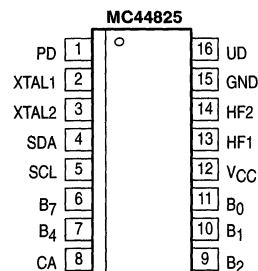 MC44825
PD 1 16 UD
XTAL1 2 15 GND
XTAL2 3 14 HF2
SDA 4 13 HF1
SCL 5 12 VCC
B7 6 11 B0
B4 7 10 B1
CA 8 9 B2